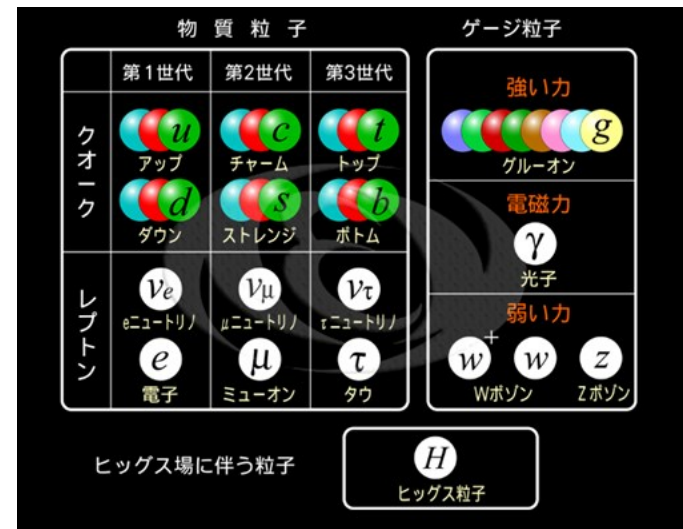 物質粒子
ゲージ粒子
第1世代 第2世代 第3世代
クオーク
u c t
アップ チャーム トップ
d s b
ダウン ストレンジ ボトム
レプトン
νe νμ ντ
eニュートリノ μニュートリノ τニュートリノ
e μ τ
電子 ミューオン タウ
強い力
g
グルーオン
電磁力
γ
光子
弱い力
w+ w z
Wボゾン Zボゾン
ヒッグス場に伴う粒子
H
ヒッグス粒子